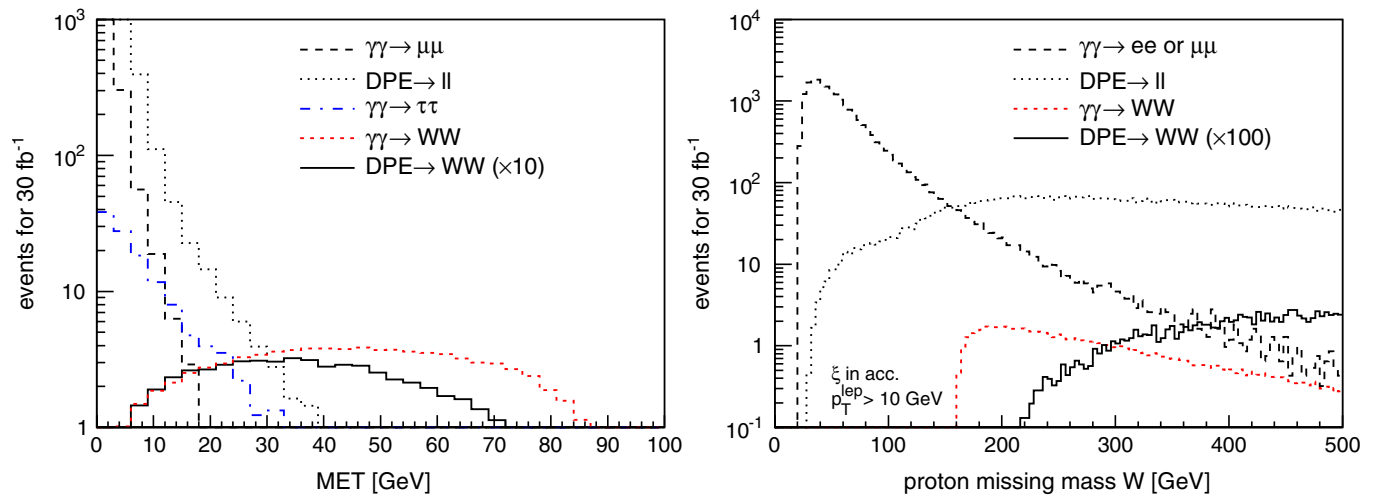 events for 30 fb⁻¹
10³
10²
10
1
γγ→ μμ
DPE→ ll
γγ→ ττ
γγ→ WW
DPE→ WW (×10)
0 10 20 30 40 50 60 70 80 90 100
MET [GeV]
events for 30 fb⁻¹
10⁴
10³
10²
10
1
10⁻¹
γγ→ ee or μμ
DPE→ ll
γγ→ WW
DPE→ WW (×100)
ξ in acc.
p_T^lep > 10 GeV
0 100 200 300 400 500
proton missing mass W [GeV]